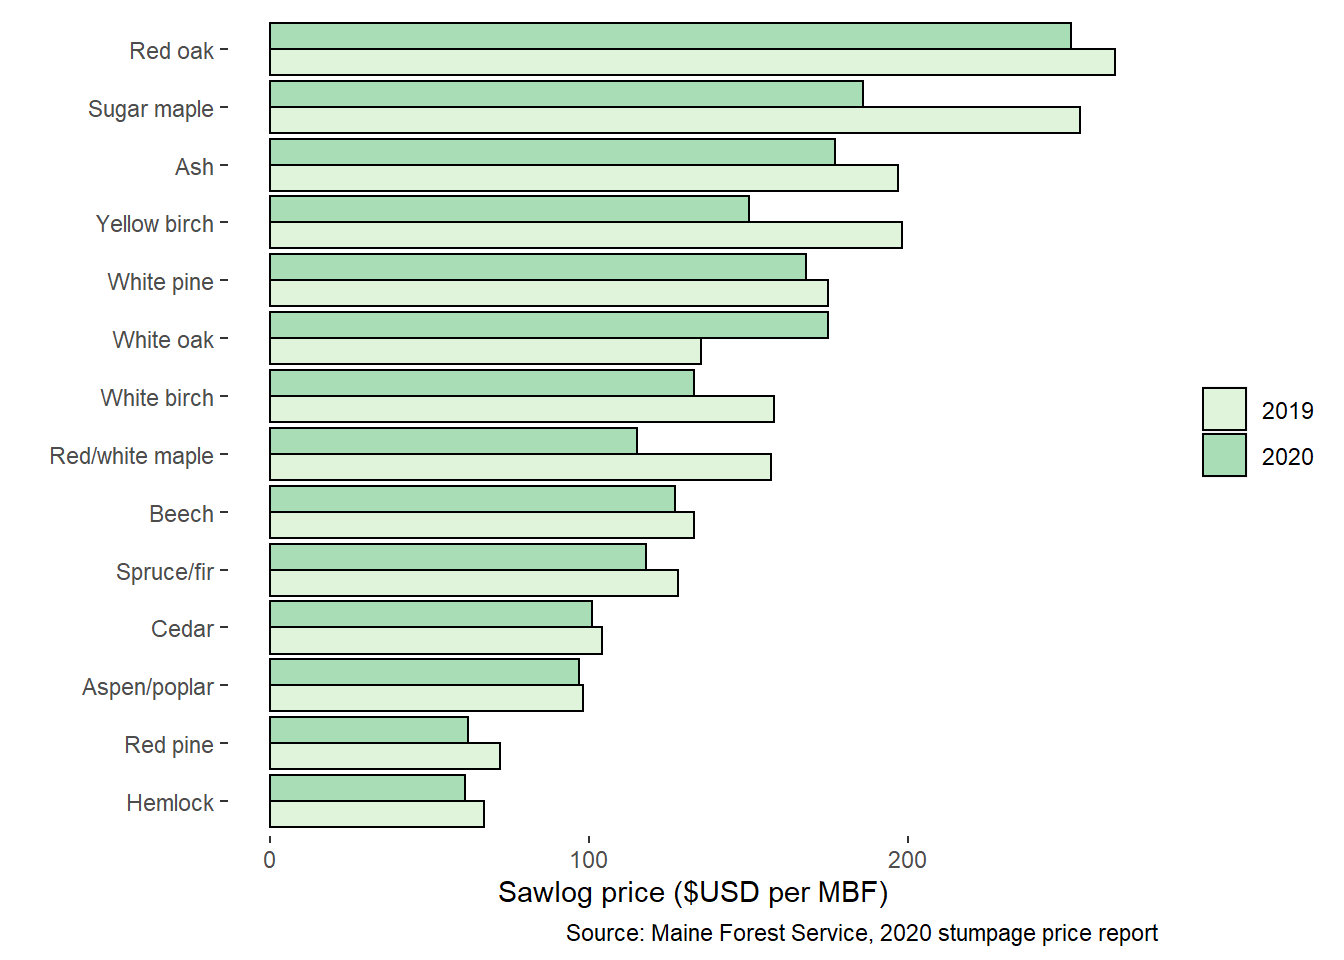 Red oak
Sugar maple
Ash
Yellow birch
White pine
White oak
White birch
Red/white maple
Beech
Spruce/fir
Cedar
Aspen/poplar
Red pine
Hemlock
2019
2020
0 100 200
Sawlog price ($USD per MBF)
Source: Maine Forest Service, 2020 stumpage price report